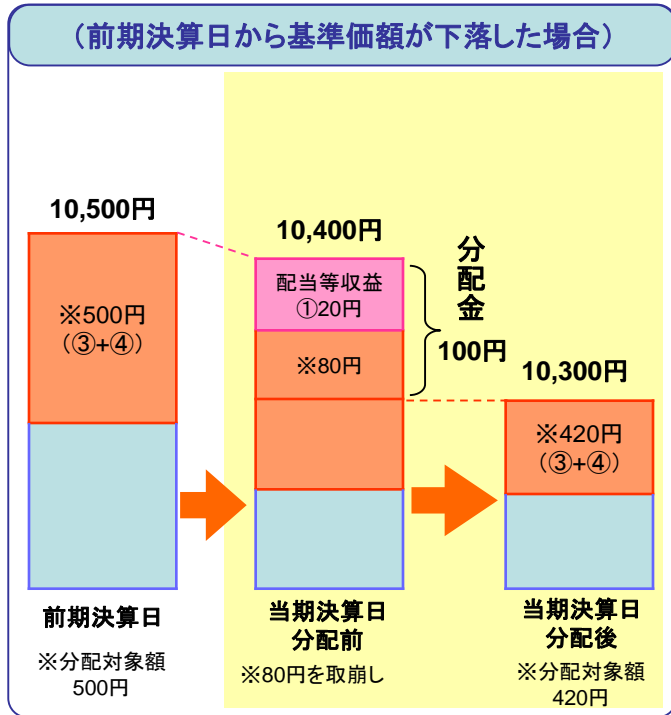 (前期決算日から基準価額が下落した場合)
10,500円
※500円
(③+④)
前期決算日
※分配対象額
500円
10,400円
配当等収益
①20円
※80円
分配金
100円
当期決算日
分配前
※80円を取崩し
10,300円
※420円
(③+④)
当期決算日
分配後
※分配対象額
420円